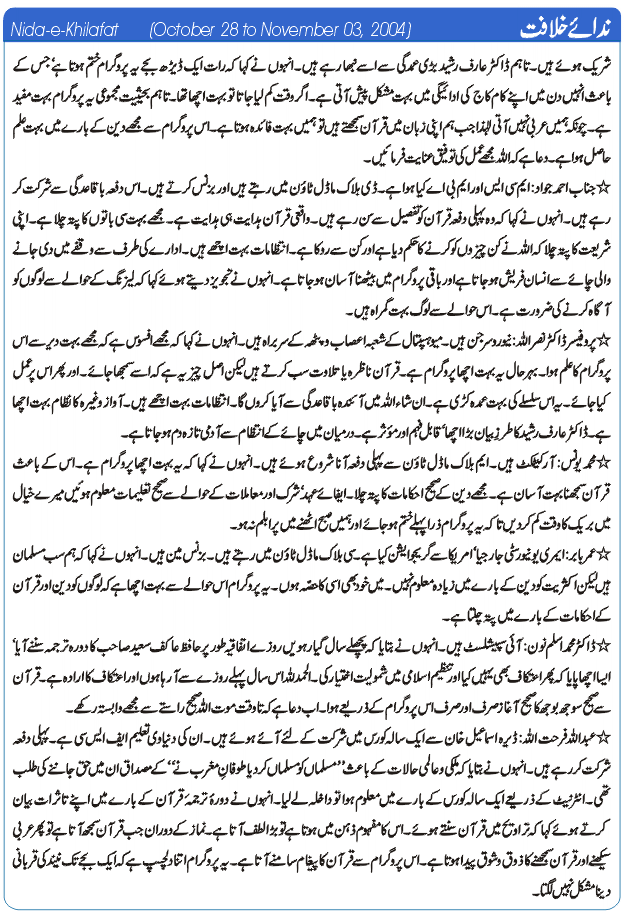 Nida-e-Khilafat (October 28 to November 03, 2004) ندائے خلافت
شریک ہوئے ہیں۔ تاہم ڈاکٹر عارف رشید بڑی عمدگی سے اسے نبھا رہے ہیں۔ انہوں نے کہا کہ رات ایک ڈیڑھ بجے یہ پروگرام ختم ہوتا ہے‘ جس کے
باعث انہیں دن میں اپنے کام کاج کی ادائیگی میں بہت مشکل پیش آتی ہے۔ اگر وقت کم لیا جاتا تو بہت اچھا تھا۔ تاہم بحیثیت مجموعی یہ پروگرام بہت مفید
ہے۔ چونکہ ہمیں عربی نہیں آتی لہٰذا جب ہم اپنی زبان میں قرآن سمجھتے ہیں تو ہمیں بہت فائدہ ہوتا ہے۔ اس پروگرام سے مجھے دین کے بارے میں بہت علم
حاصل ہوا ہے۔ دعا ہے کہ اللہ مجھے عمل کی توفیق عنایت فرمائیں۔
☆ جناب احمد جواد: ایم سی ایس اور ایم بی اے کیا ہوا ہے۔ ڈی بلاک ماڈل ٹاؤن میں رہتے ہیں اور بزنس کرتے ہیں۔ اس دفعہ باقاعدگی سے شرکت کر
رہے ہیں۔ انہوں نے کہا کہ وہ پہلی دفعہ قرآن کو تفصیل سے سن رہے ہیں۔ واقعی قرآن ہدایت ہی ہدایت ہے۔ مجھے بہت سی باتوں کا پتہ چلا ہے۔ اپنی
شریعت کا پتہ چلا کہ اللہ نے کن چیزوں کو کرنے کا حکم دیا ہے اور کن سے روکا ہے۔ انتظامات بہت اچھے ہیں۔ ادارے کی طرف سے وقفے میں دی جانے
والی چائے سے انسان فریش ہو جاتا ہے اور باقی پروگرام میں بیٹھنا آسان ہو جاتا ہے۔ انہوں نے تجویز دیتے ہوئے کہا کہ لیزنگ کے حوالے سے لوگوں کو
آگاہ کرنے کی ضرورت ہے۔ اس حوالے سے لوگ بہت گمراہ ہیں۔
☆ پروفیسر ڈاکٹر نصر اللہ: نیورو سرجن ہیں۔ میو ہسپتال کے شعبہ اعصاب و پٹھہ کے سربراہ ہیں۔ انہوں نے کہا کہ مجھے افسوس ہے کہ مجھے بہت دیر سے اس
پروگرام کا علم ہوا۔ بہرحال یہ بہت اچھا پروگرام ہے۔ قرآن ناظرہ یا تلاوت سب کرتے ہیں لیکن اصل چیز یہ ہے کہ اسے سمجھا جائے۔ اور پھر اس پر عمل
کیا جائے۔ یہ اس سلسلے کی بہت عمدہ کڑی ہے۔ ان شاء اللہ میں آئندہ باقاعدگی سے آیا کروں گا۔ انتظامات بہت اچھے ہیں۔ آواز وغیرہ کا نظام بہت اچھا
ہے۔ ڈاکٹر عارف رشید کا طرز بیان بڑا اچھا‘ قابل فہم اور مؤثر ہے۔ درمیان میں چائے کے انتظام سے آدمی تازہ دم ہو جاتا ہے۔
☆ محمد یونس: آرکیٹکٹ ہیں۔ ایم بلاک ماڈل ٹاؤن سے پہلی دفعہ آنا شروع ہوئے ہیں۔ انہوں نے کہا کہ یہ بہت اچھا پروگرام ہے۔ اس کے باعث
قرآن سمجھنا بہت آسان ہے۔ مجھے دین کے صحیح احکامات کا پتہ چلا۔ ایفائے عہد‘ شرک اور معاملات کے حوالے سے صحیح تعلیمات معلوم ہوئیں میرے خیال
میں بریک کا وقت کم کر دیں تا کہ یہ پروگرام ذرا پہلے ختم ہو جائے اور ہمیں صبح اٹھنے میں پرابلم نہ ہو۔
☆ عمر بابر: ایمری یونیورسٹی جارجیا‘ امریکا سے گریجوایشن کیا ہے۔ سی بلاک ماڈل ٹاؤن میں رہتے ہیں۔ بزنس مین ہیں۔ انہوں نے کہا کہ ہم سب مسلمان
ہیں لیکن اکثریت کو دین کے بارے میں زیادہ معلوم نہیں۔ میں خود بھی اسی کا حصہ ہوں۔ یہ پروگرام اس حوالے سے بہت اچھا ہے کہ لوگوں کو دین اور قرآن
کے احکامات کے بارے میں پتہ چلتا ہے۔
☆ ڈاکٹر محمد اسلم نون: آئی سپیشلسٹ ہیں۔ انہوں نے بتایا کہ پچھلے سال گیارہویں روزے اتفاقیہ طور پر حافظ عاکف سعید صاحب کا دورہ ترجمہ سننے آیا‘
ایسا اچھا پایا کہ پھر اعتکاف بھی یہیں کیا اور تنظیم اسلامی میں شمولیت اختیار کی۔ الحمد للہ اس سال پہلے روزے سے آ رہا ہوں اور اعتکاف کا ارادہ ہے۔ قرآن
سے صحیح سوجھ بوجھ کا صحیح آغاز صرف اور صرف اس پروگرام کے ذریعے ہوا۔ اب دعا ہے کہ تا وقت موت اللہ صحیح راستے سے مجھے وابستہ رکھے۔
☆ عبداللہ فرحت اللہ: ڈیرہ اسماعیل خان سے ایک سالہ کورس میں شرکت کے لئے آئے ہوئے ہیں۔ ان کی دنیاوی تعلیم ایف ایس سی ہے۔ پہلی دفعہ
شرکت کر رہے ہیں۔ انہوں نے بتایا کہ ملکی و عالمی حالات کے باعث ’’مسلماں کو مسلماں کر دیا طوفانِ مغرب نے‘‘ کے مصداق ان میں حق جاننے کی طلب
تھی۔ انٹرنیٹ کے ذریعے ایک سالہ کورس کے بارے میں معلوم ہوا تو داخلہ لے لیا۔ انہوں نے دورۂ ترجمۂ قرآن کے بارے میں اپنے تاثرات بیان
کرتے ہوئے کہا کہ تراویح میں قرآن سنتے ہوئے۔ اس کا مفہوم ذہن میں ہوتا ہے تو بڑا لطف آتا ہے۔ نماز کے دوران جب قرآن سمجھ آتا ہے تو پھر عربی
سیکھنے اور قرآن سمجھنے کا ذوق و شوق پیدا ہوتا ہے۔ اس پروگرام سے قرآن کا پیغام سامنے آتا ہے۔ یہ پروگرام اتنا دلچسپ ہے کہ ایک بجے تک نیند کی قربانی
دینا مشکل نہیں لگتا۔